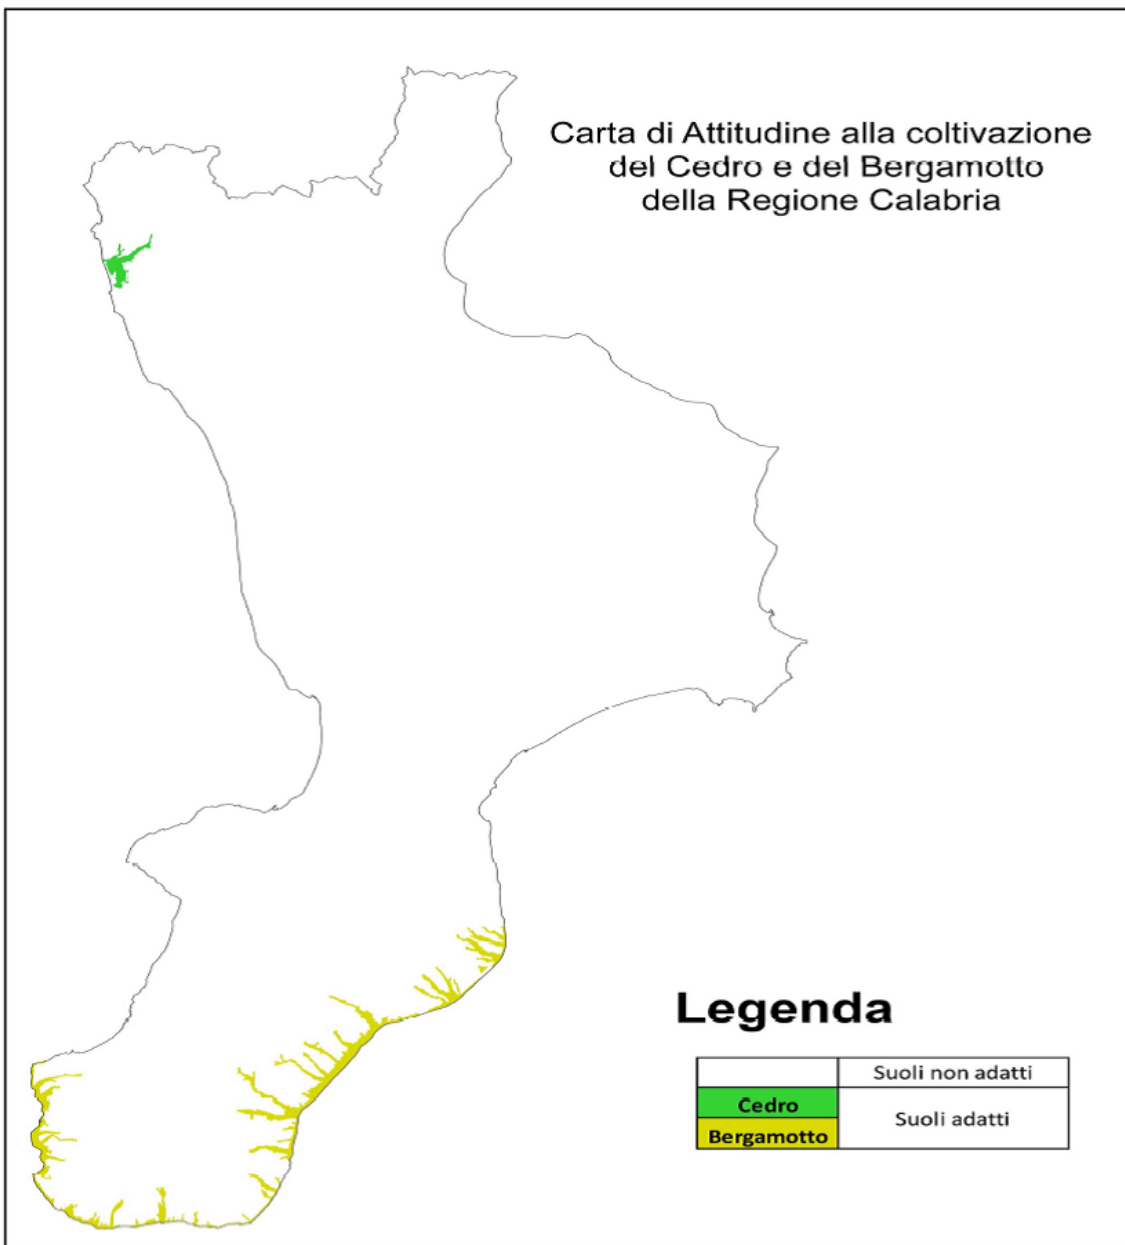 Carta di Attitudine alla coltivazione
del Cedro e del Bergamotto
della Regione Calabria
Legenda
Suoli non adatti
Cedro
Suoli adatti
Bergamotto